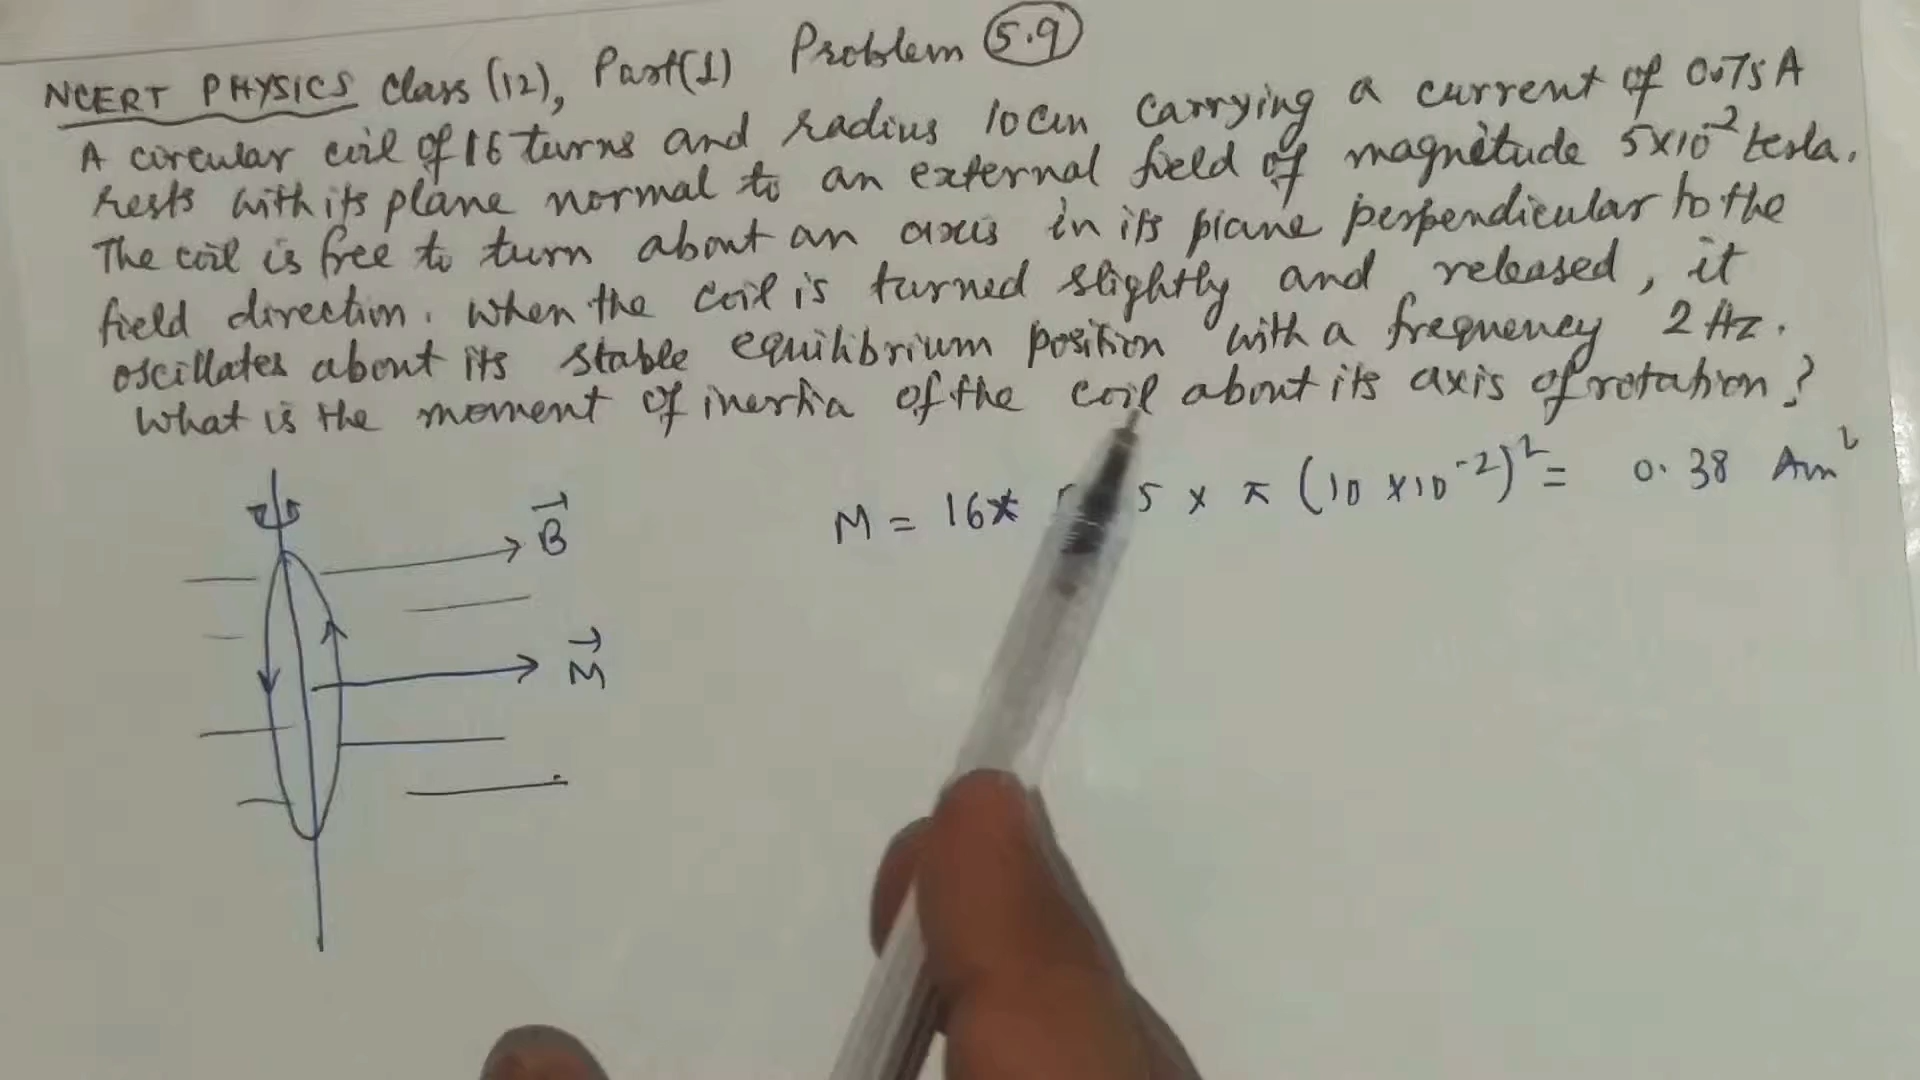 NCERT PHYSICS Class (12), Part(1) Problem 5.9
A circular coil of 16 turns and radius 10cm carrying a current of 0.75A
rests with its plane normal to an external field of magnitude 5×10⁻² tesla.
The coil is free to turn about an axis in its plane perpendicular to the
field direction. When the coil is turned slightly and released, it
oscillates about its stable equilibrium position with a frequency 2 Hz.
What is the moment of inertia of the coil about its axis of rotation?
M = 16× 5 × π (10 × 10⁻²)² = 0.38 Am²
B
M